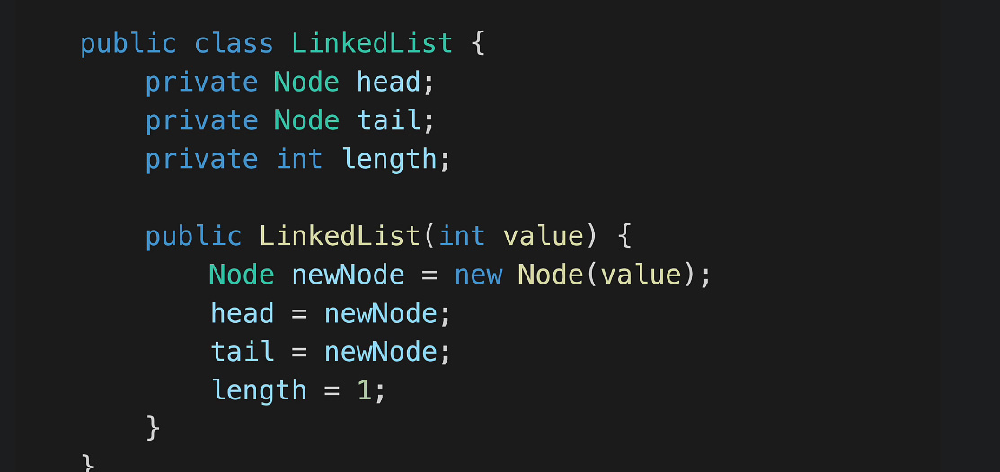 public class LinkedList {
    private Node head;
    private Node tail;
    private int length;

    public LinkedList(int value) {
        Node newNode = new Node(value);
        head = newNode;
        tail = newNode;
        length = 1;
    }
}